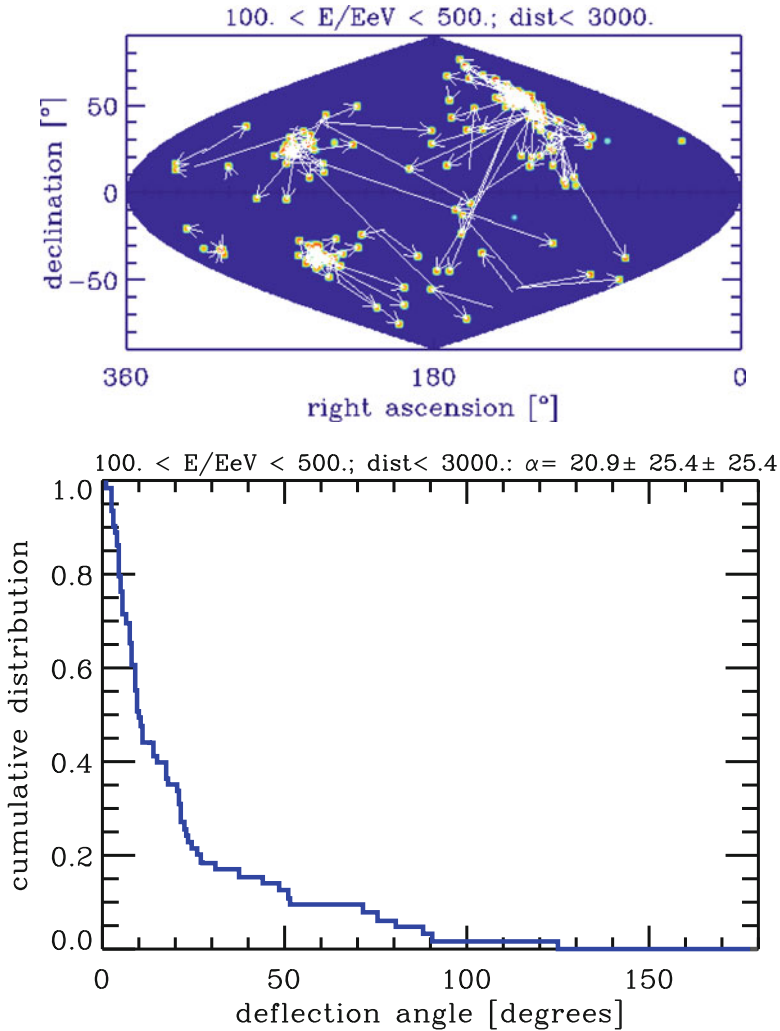 100. < E/EeV < 500.; dist< 3000.
declination [°]
50
0
−50
360 180 0
right ascension [°]
100. < E/EeV < 500.; dist< 3000.: α= 20.9± 25.4± 25.4
cumulative distribution
1.0
0.8
0.6
0.4
0.2
0.0
0 50 100 150
deflection angle [degrees]